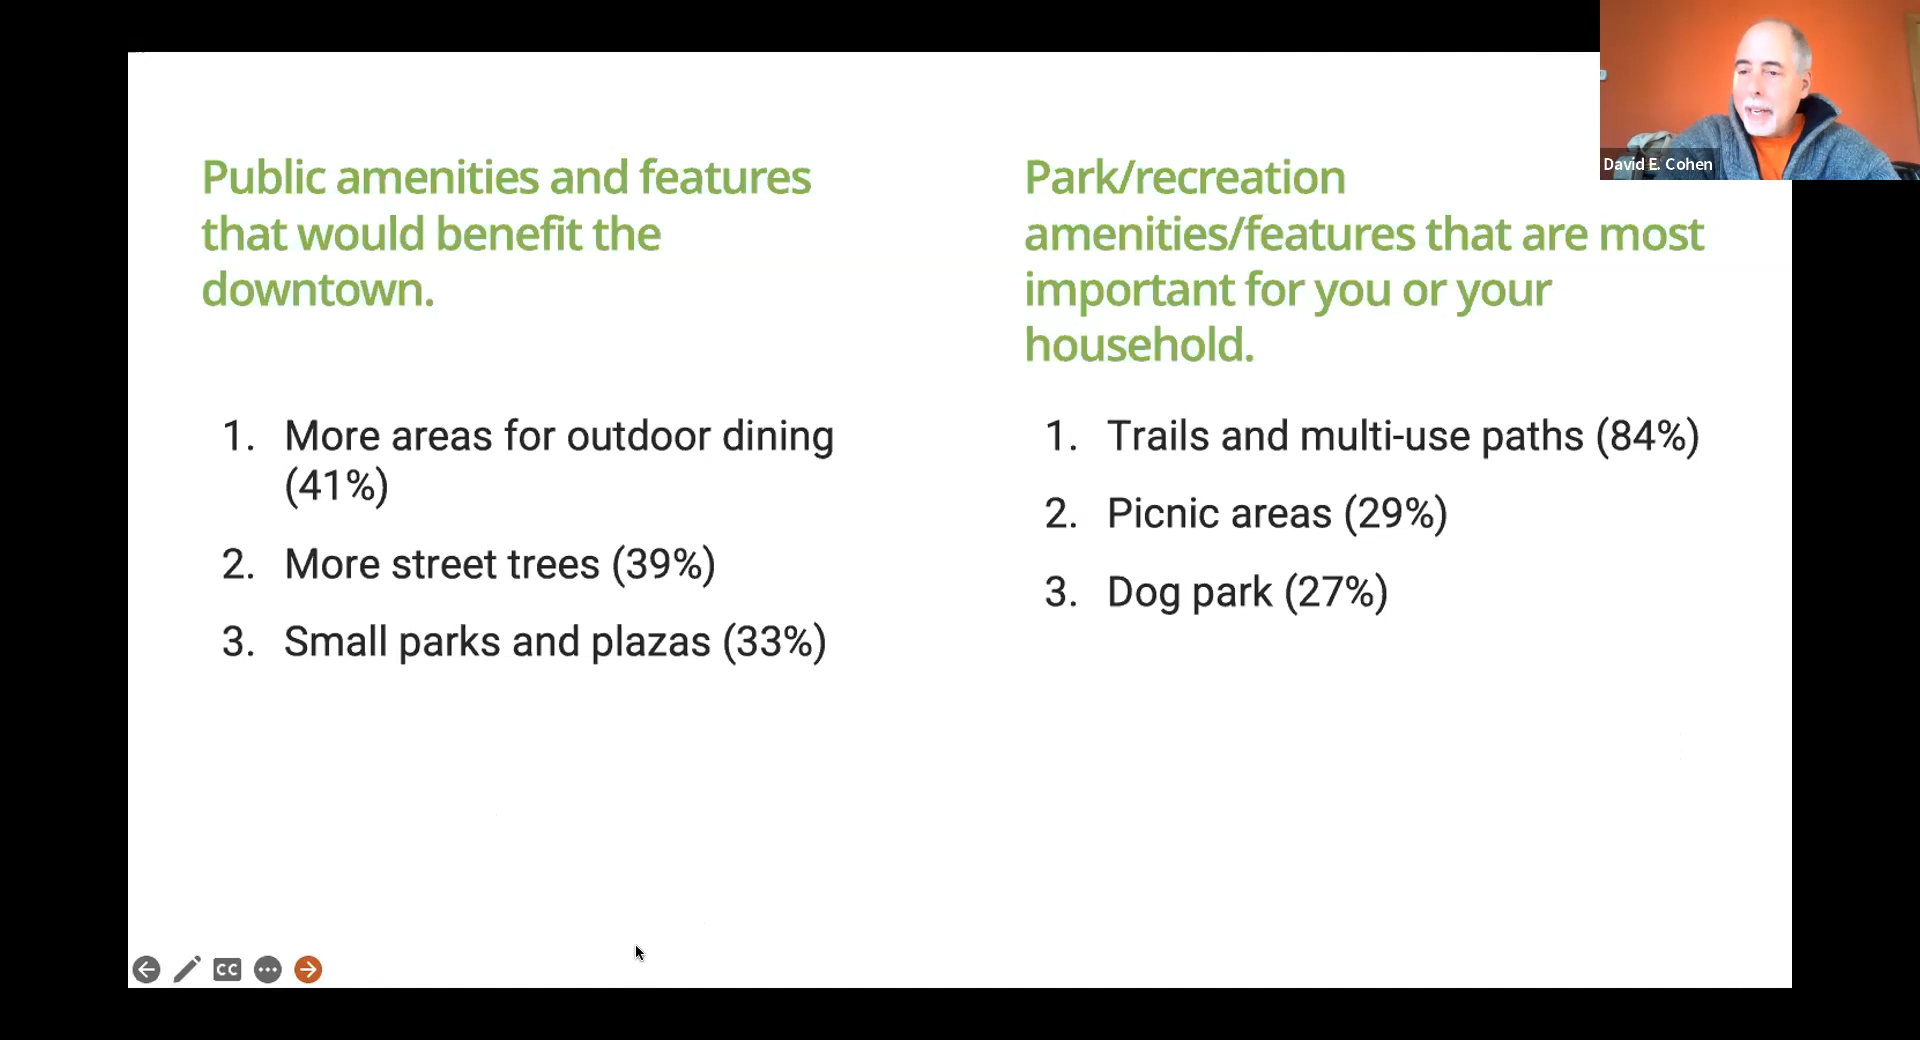 Public amenities and features
that would benefit the
downtown.
1. More areas for outdoor dining
(41%)
2. More street trees (39%)
3. Small parks and plazas (33%)
Park/recreation
amenities/features that are most
important for you or your
household.
1. Trails and multi-use paths (84%)
2. Picnic areas (29%)
3. Dog park (27%)
David E. Cohen
CC